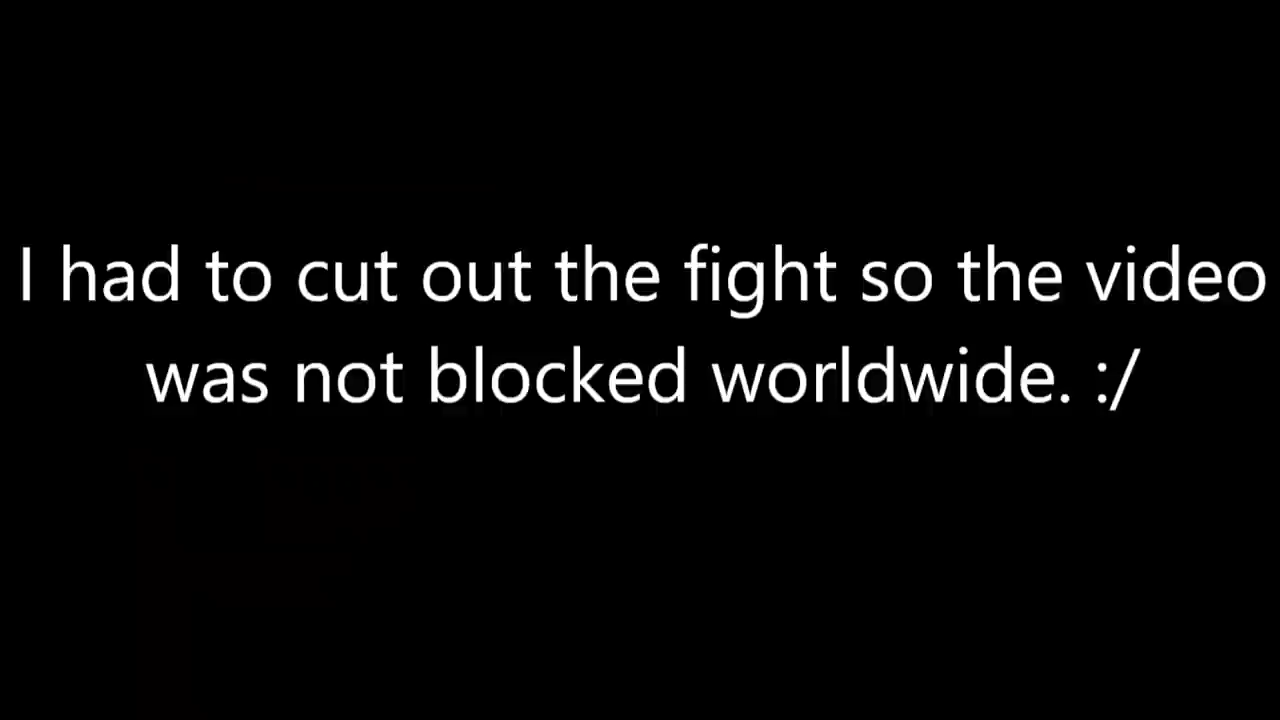 I had to cut out the fight so the video
was not blocked worldwide. :/